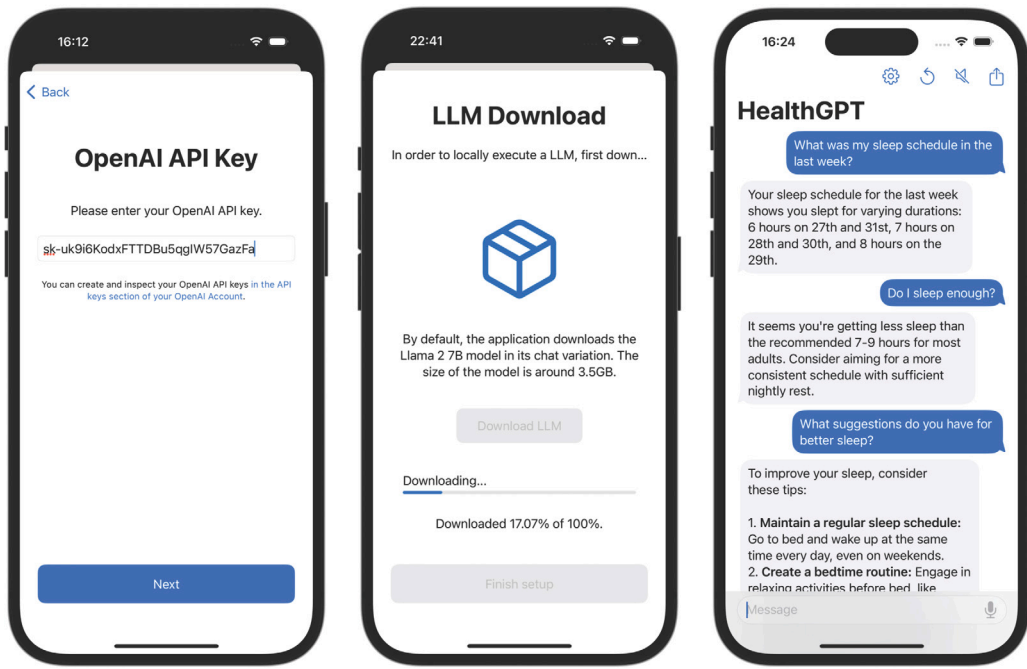 16:12
Back
OpenAI API Key
Please enter your OpenAI API key.
sk-uk9i6KodxFTTDBu5qgIW57GazFa
You can create and inspect your OpenAI API keys in the API
keys section of your OpenAI Account.
Next
22:41
LLM Download
In order to locally execute a LLM, first down...
By default, the application downloads the
Llama 2 7B model in its chat variation. The
size of the model is around 3.5GB.
Download LLM
Downloading...
Downloaded 17.07% of 100%.
Finish setup
16:24
HealthGPT
What was my sleep schedule in the
last week?
Your sleep schedule for the last week
shows you slept for varying durations:
6 hours on 27th and 31st, 7 hours on
28th and 30th, and 8 hours on the
29th.
Do I sleep enough?
It seems you're getting less sleep than
the recommended 7-9 hours for most
adults. Consider aiming for a more
consistent schedule with sufficient
nightly rest.
What suggestions do you have for
better sleep?
To improve your sleep, consider
these tips:
1. Maintain a regular sleep schedule:
Go to bed and wake up at the same
time every day, even on weekends.
2. Create a bedtime routine: Engage in
relaxing activities before bed, like
Message